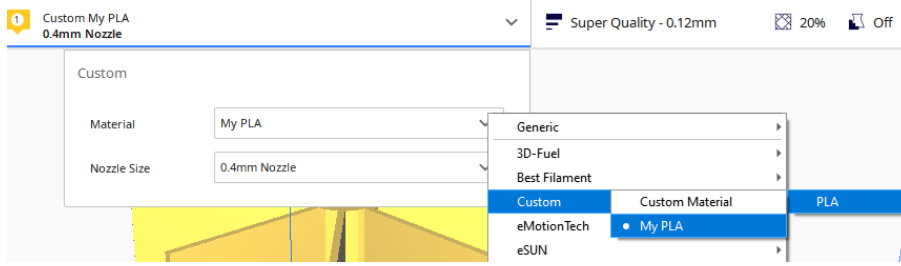 1
Custom My PLA
0.4mm Nozzle
Super Quality - 0.12mm
20%
Off
Custom
Material
My PLA
Nozzle Size
0.4mm Nozzle
Generic
3D-Fuel
Best Filament
Custom
Custom Material
PLA
eMotionTech
My PLA
eSUN